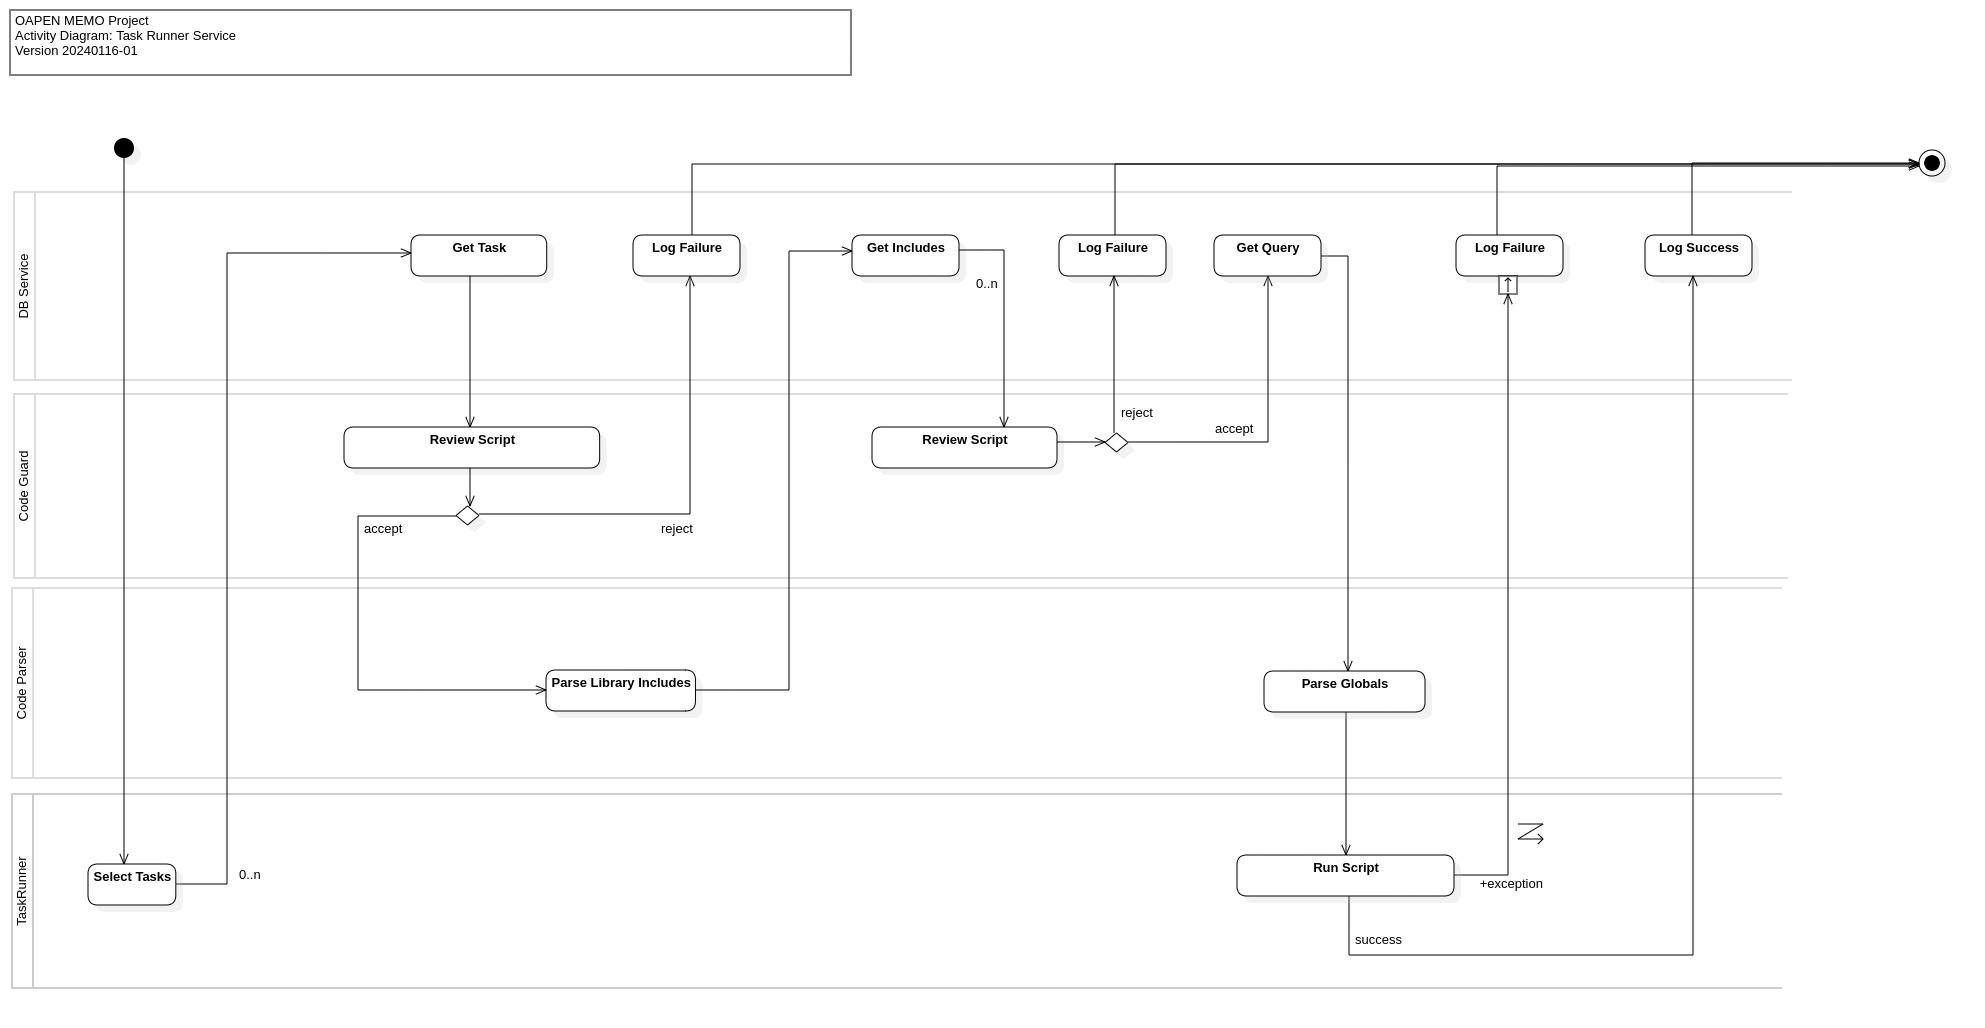 OAPEN MEMO Project
Activity Diagram: Task Runner Service
Version 20240116-01
DB Service
Get Task
Log Failure
Get Includes
Log Failure
Get Query
Log Failure
Log Success
0..n
Code Guard
reject
accept
Review Script
Review Script
accept
reject
Code Parser
Parse Library Includes
Parse Globals
TaskRunner
Select Tasks
0..n
Run Script
+exception
success